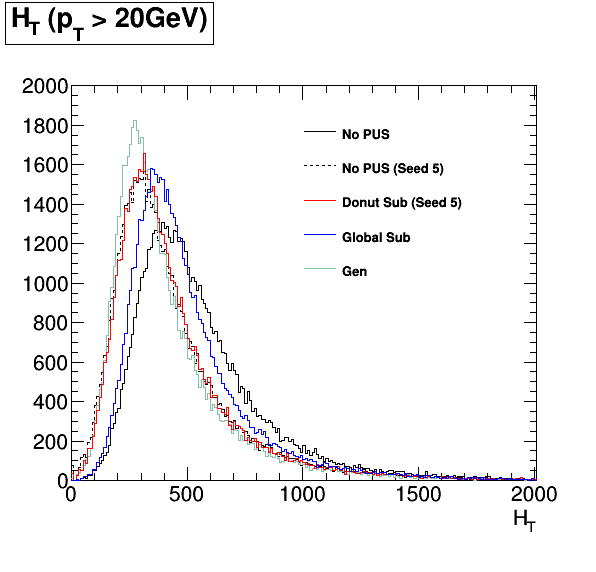 H_T (p_T > 20GeV)
2000
1800
1600
1400
1200
1000
800
600
400
200
0
No PUS
No PUS (Seed 5)
Donut Sub (Seed 5)
Global Sub
Gen
0 500 1000 1500 2000
H_T